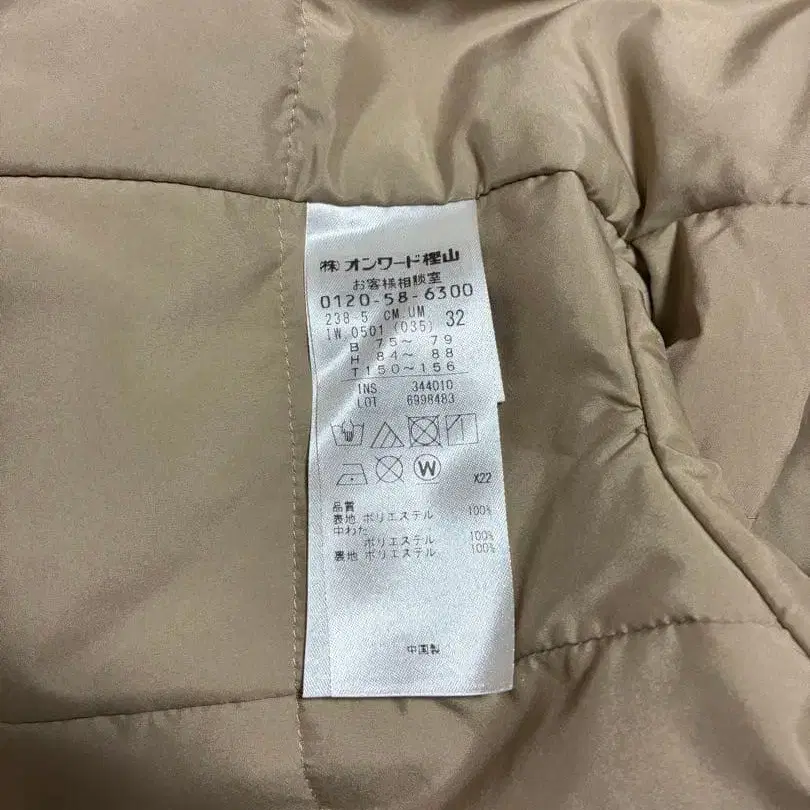 ㈱ オンワード樫山
お客様相談室
0120-58-6300
238-5 CM.UM
IW.0501 (035) 32
B 75～ 79
H 84～ 88
T150～156
INS 344010
LOT 6998483
W
X22
品質
表地 ポリエステル 100%
中わた
ポリエステル 100%
裏地 ポリエステル 100%
中国製